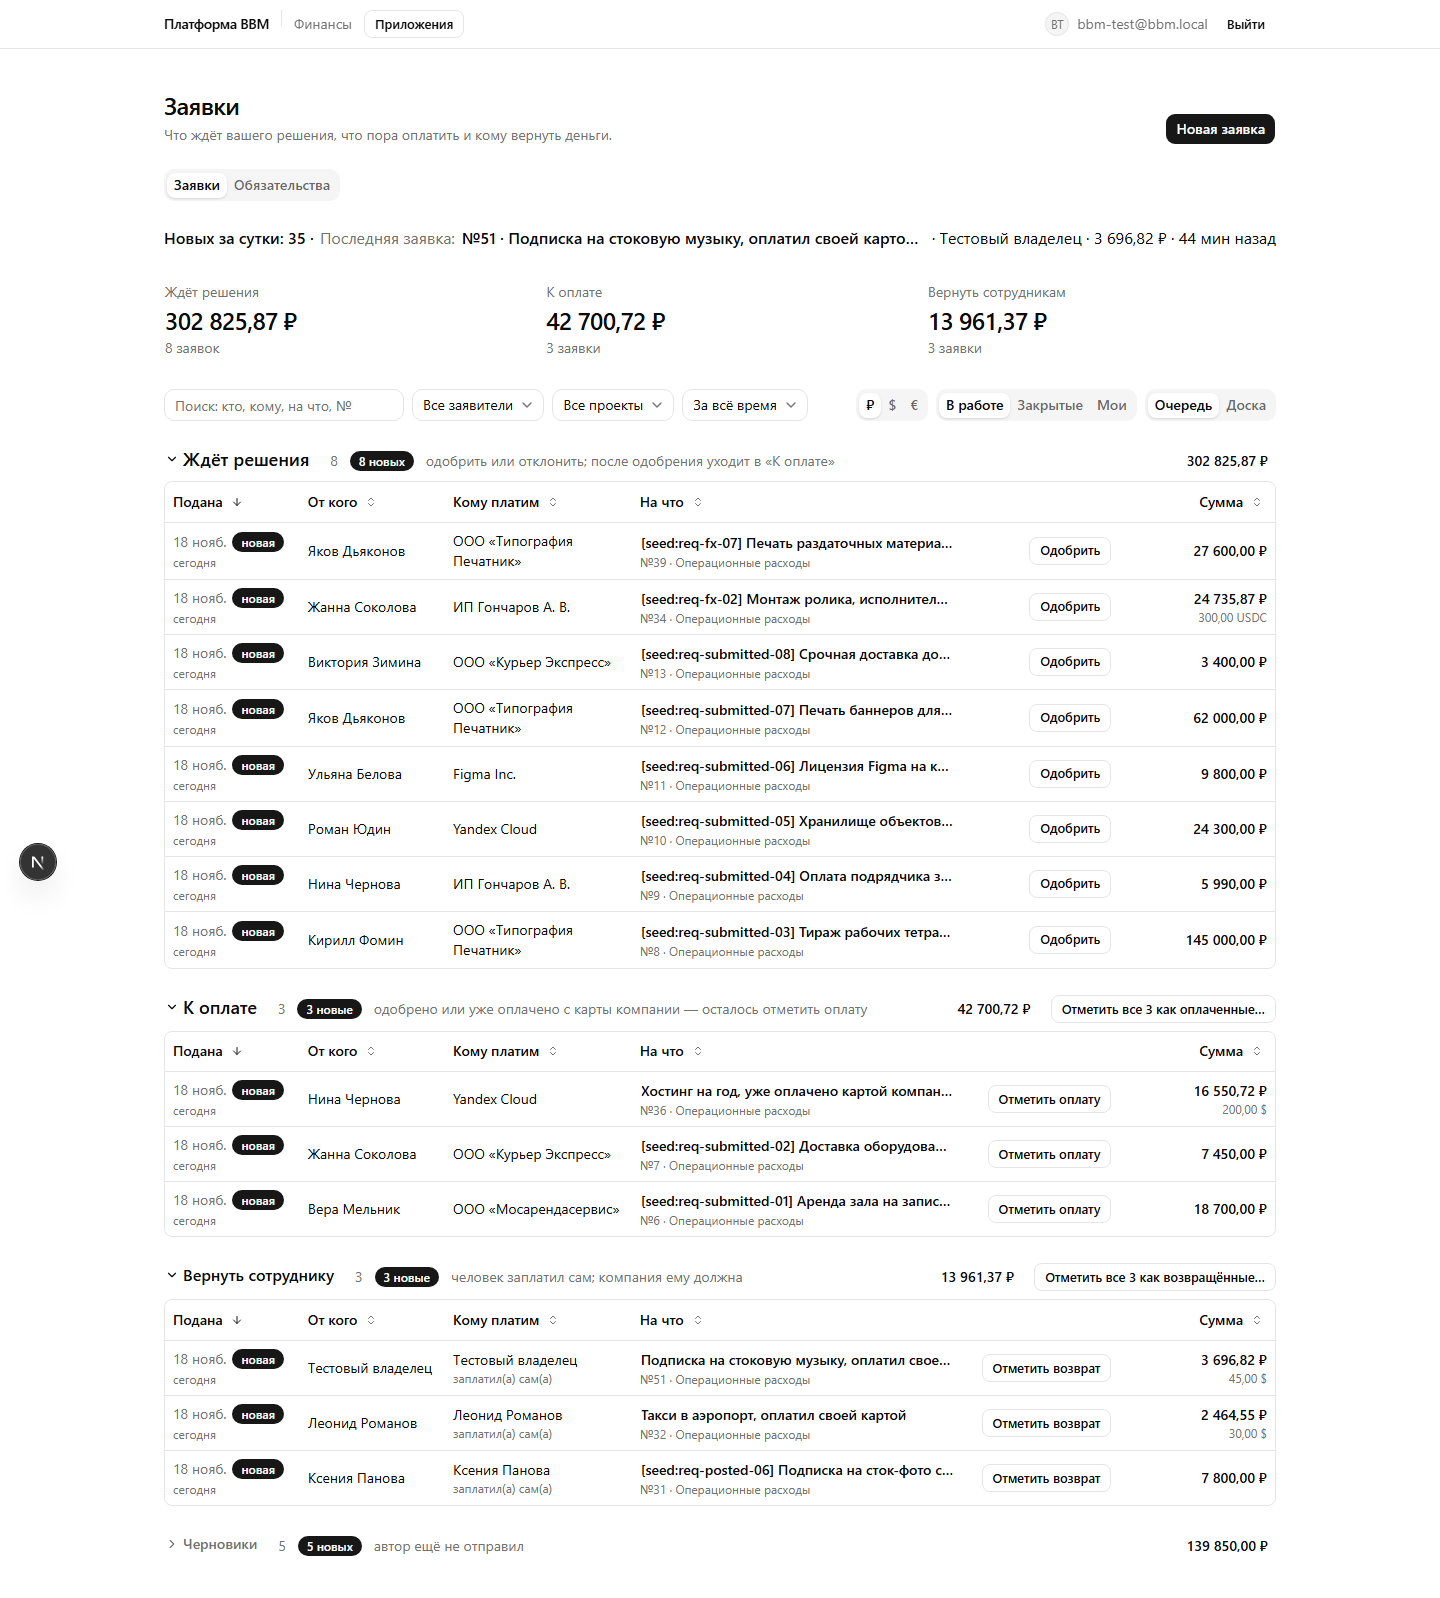 Платформа BBM Финансы Приложения BT bbm-test@bbm.local Выйти
Заявки
Что ждёт вашего решения, что пора оплатить и кому вернуть деньги.
Новая заявка
Заявки Обязательства
Новых за сутки: 35 · Последняя заявка: №51 · Подписка на стоковую музыку, оплатил своей карто... · Тестовый владелец · 3 696,82 ₽ · 44 мин назад
Ждёт решения К оплате Вернуть сотрудникам
302 825,87 ₽ 42 700,72 ₽ 13 961,37 ₽
8 заявок 3 заявки 3 заявки
Поиск: кто, кому, на что, № Все заявители Все проекты За всё время ₽ $ € В работе Закрытые Мои Очередь Доска
Ждёт решения 8 8 новых одобрить или отклонить; после одобрения уходит в «К оплате» 302 825,87 ₽
Подана От кого Кому платим На что Сумма
18 нояб. новая сегодня Яков Дьяконов ООО «Типография Печатник» [seed:req-fx-07] Печать раздаточных материа... №39 · Операционные расходы Одобрить 27 600,00 ₽
18 нояб. новая сегодня Жанна Соколова ИП Гончаров А. В. [seed:req-fx-02] Монтаж ролика, исполнител... №34 · Операционные расходы Одобрить 24 735,87 ₽ 300,00 USDC
18 нояб. новая сегодня Виктория Зимина ООО «Курьер Экспресс» [seed:req-submitted-08] Срочная доставка до... №13 · Операционные расходы Одобрить 3 400,00 ₽
18 нояб. новая сегодня Яков Дьяконов ООО «Типография Печатник» [seed:req-submitted-07] Печать баннеров для... №12 · Операционные расходы Одобрить 62 000,00 ₽
18 нояб. новая сегодня Ульяна Белова Figma Inc. [seed:req-submitted-06] Лицензия Figma на к... №11 · Операционные расходы Одобрить 9 800,00 ₽
18 нояб. новая сегодня Роман Юдин Yandex Cloud [seed:req-submitted-05] Хранилище объектов... №10 · Операционные расходы Одобрить 24 300,00 ₽
18 нояб. новая сегодня Нина Чернова ИП Гончаров А. В. [seed:req-submitted-04] Оплата подрядчика з... №9 · Операционные расходы Одобрить 5 990,00 ₽
18 нояб. новая сегодня Кирилл Фомин ООО «Типография Печатник» [seed:req-submitted-03] Тираж рабочих тетра... №8 · Операционные расходы Одобрить 145 000,00 ₽
К оплате 3 3 новые одобрено или уже оплачено с карты компании — осталось отметить оплату 42 700,72 ₽ Отметить все 3 как оплаченные...
Подана От кого Кому платим На что Сумма
18 нояб. новая сегодня Нина Чернова Yandex Cloud Хостинг на год, уже оплачено картой компан... №36 · Операционные расходы Отметить оплату 16 550,72 ₽ 200,00 $
18 нояб. новая сегодня Жанна Соколова ООО «Курьер Экспресс» [seed:req-submitted-02] Доставка оборудова... №7 · Операционные расходы Отметить оплату 7 450,00 ₽
18 нояб. новая сегодня Вера Мельник ООО «Мосарендасервис» [seed:req-submitted-01] Аренда зала на запис... №6 · Операционные расходы Отметить оплату 18 700,00 ₽
Вернуть сотруднику 3 3 новые человек заплатил сам; компания ему должна 13 961,37 ₽ Отметить все 3 как возвращённые...
Подана От кого Кому платим На что Сумма
18 нояб. новая сегодня Тестовый владелец Тестовый владелец заплатил(а) сам(а) Подписка на стоковую музыку, оплатил свое... №51 · Операционные расходы Отметить возврат 3 696,82 ₽ 45,00 $
18 нояб. новая сегодня Леонид Романов Леонид Романов заплатил(а) сам(а) Такси в аэропорт, оплатил своей картой №32 · Операционные расходы Отметить возврат 2 464,55 ₽ 30,00 $
18 нояб. новая сегодня Ксения Панова Ксения Панова заплатил(а) сам(а) [seed:req-posted-06] Подписка на сток-фото с... №31 · Операционные расходы Отметить возврат 7 800,00 ₽
Черновики 5 5 новых автор ещё не отправил 139 850,00 ₽